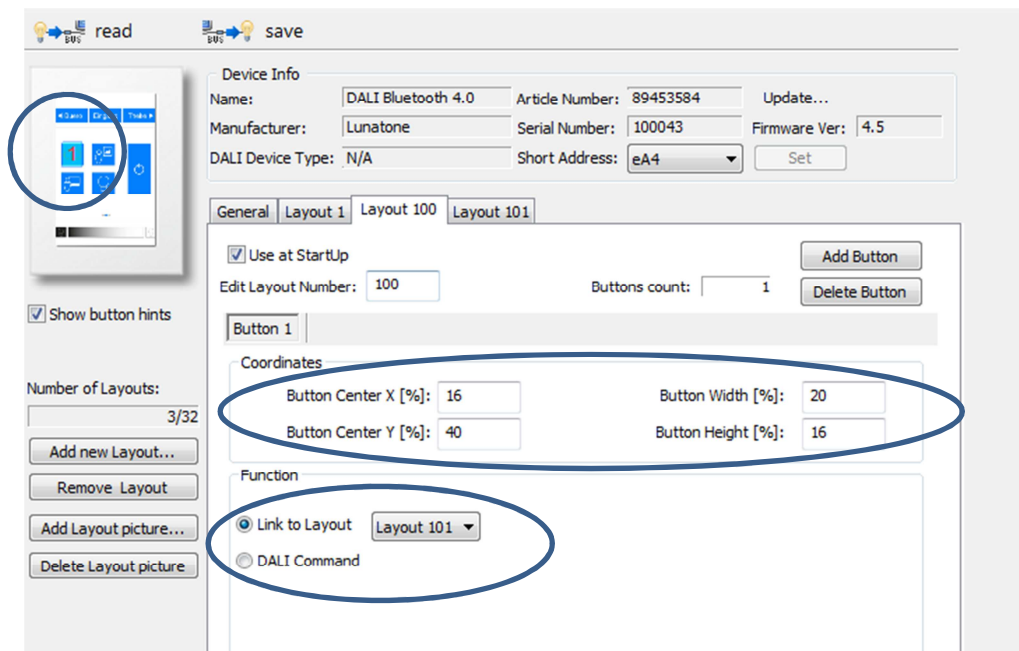 BUS read BUS save
Device Info
Name: DALI Bluetooth 4.0 Article Number: 89453584 Update...
Manufacturer: Lunatone Serial Number: 100043 Firmware Ver: 4.5
DALI Device Type: N/A Short Address: eA4 Set
1
General Layout 1 Layout 100 Layout 101
Use at StartUp Add Button
Edit Layout Number: 100 Buttons count: 1 Delete Button
Show button hints
Button 1
Coordinates
Number of Layouts:
Button Center X [%]: 16 Button Width [%]: 20
3/32
Button Center Y [%]: 40 Button Height [%]: 16
Add new Layout...
Function
Remove Layout
Link to Layout Layout 101
Add Layout picture...
DALI Command
Delete Layout picture